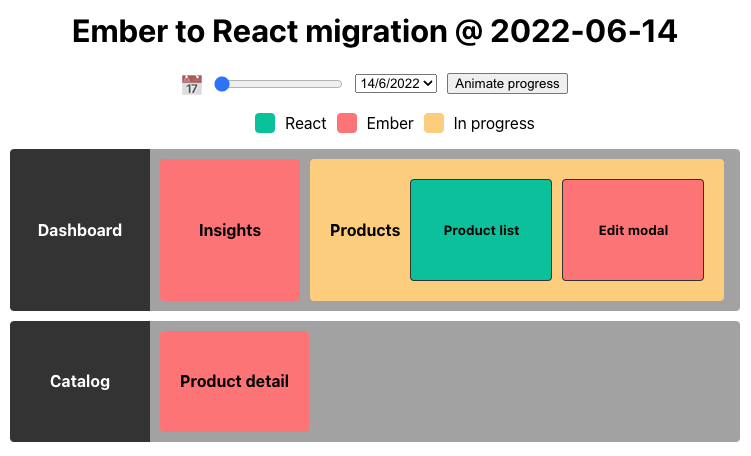 Ember to React migration @ 2022-06-14
📅 14/6/2022 Animate progress
React Ember In progress
Dashboard Insights Products Product list Edit modal
Catalog Product detail